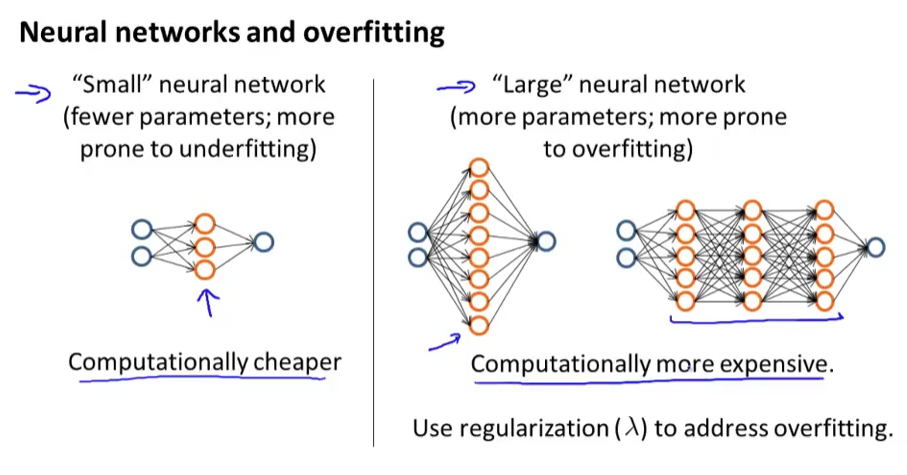 Neural networks and overfitting
“Small” neural network
(fewer parameters; more
prone to underfitting)
Computationally cheaper
“Large” neural network
(more parameters; more prone
to overfitting)
Computationally more expensive.
Use regularization (λ) to address overfitting.